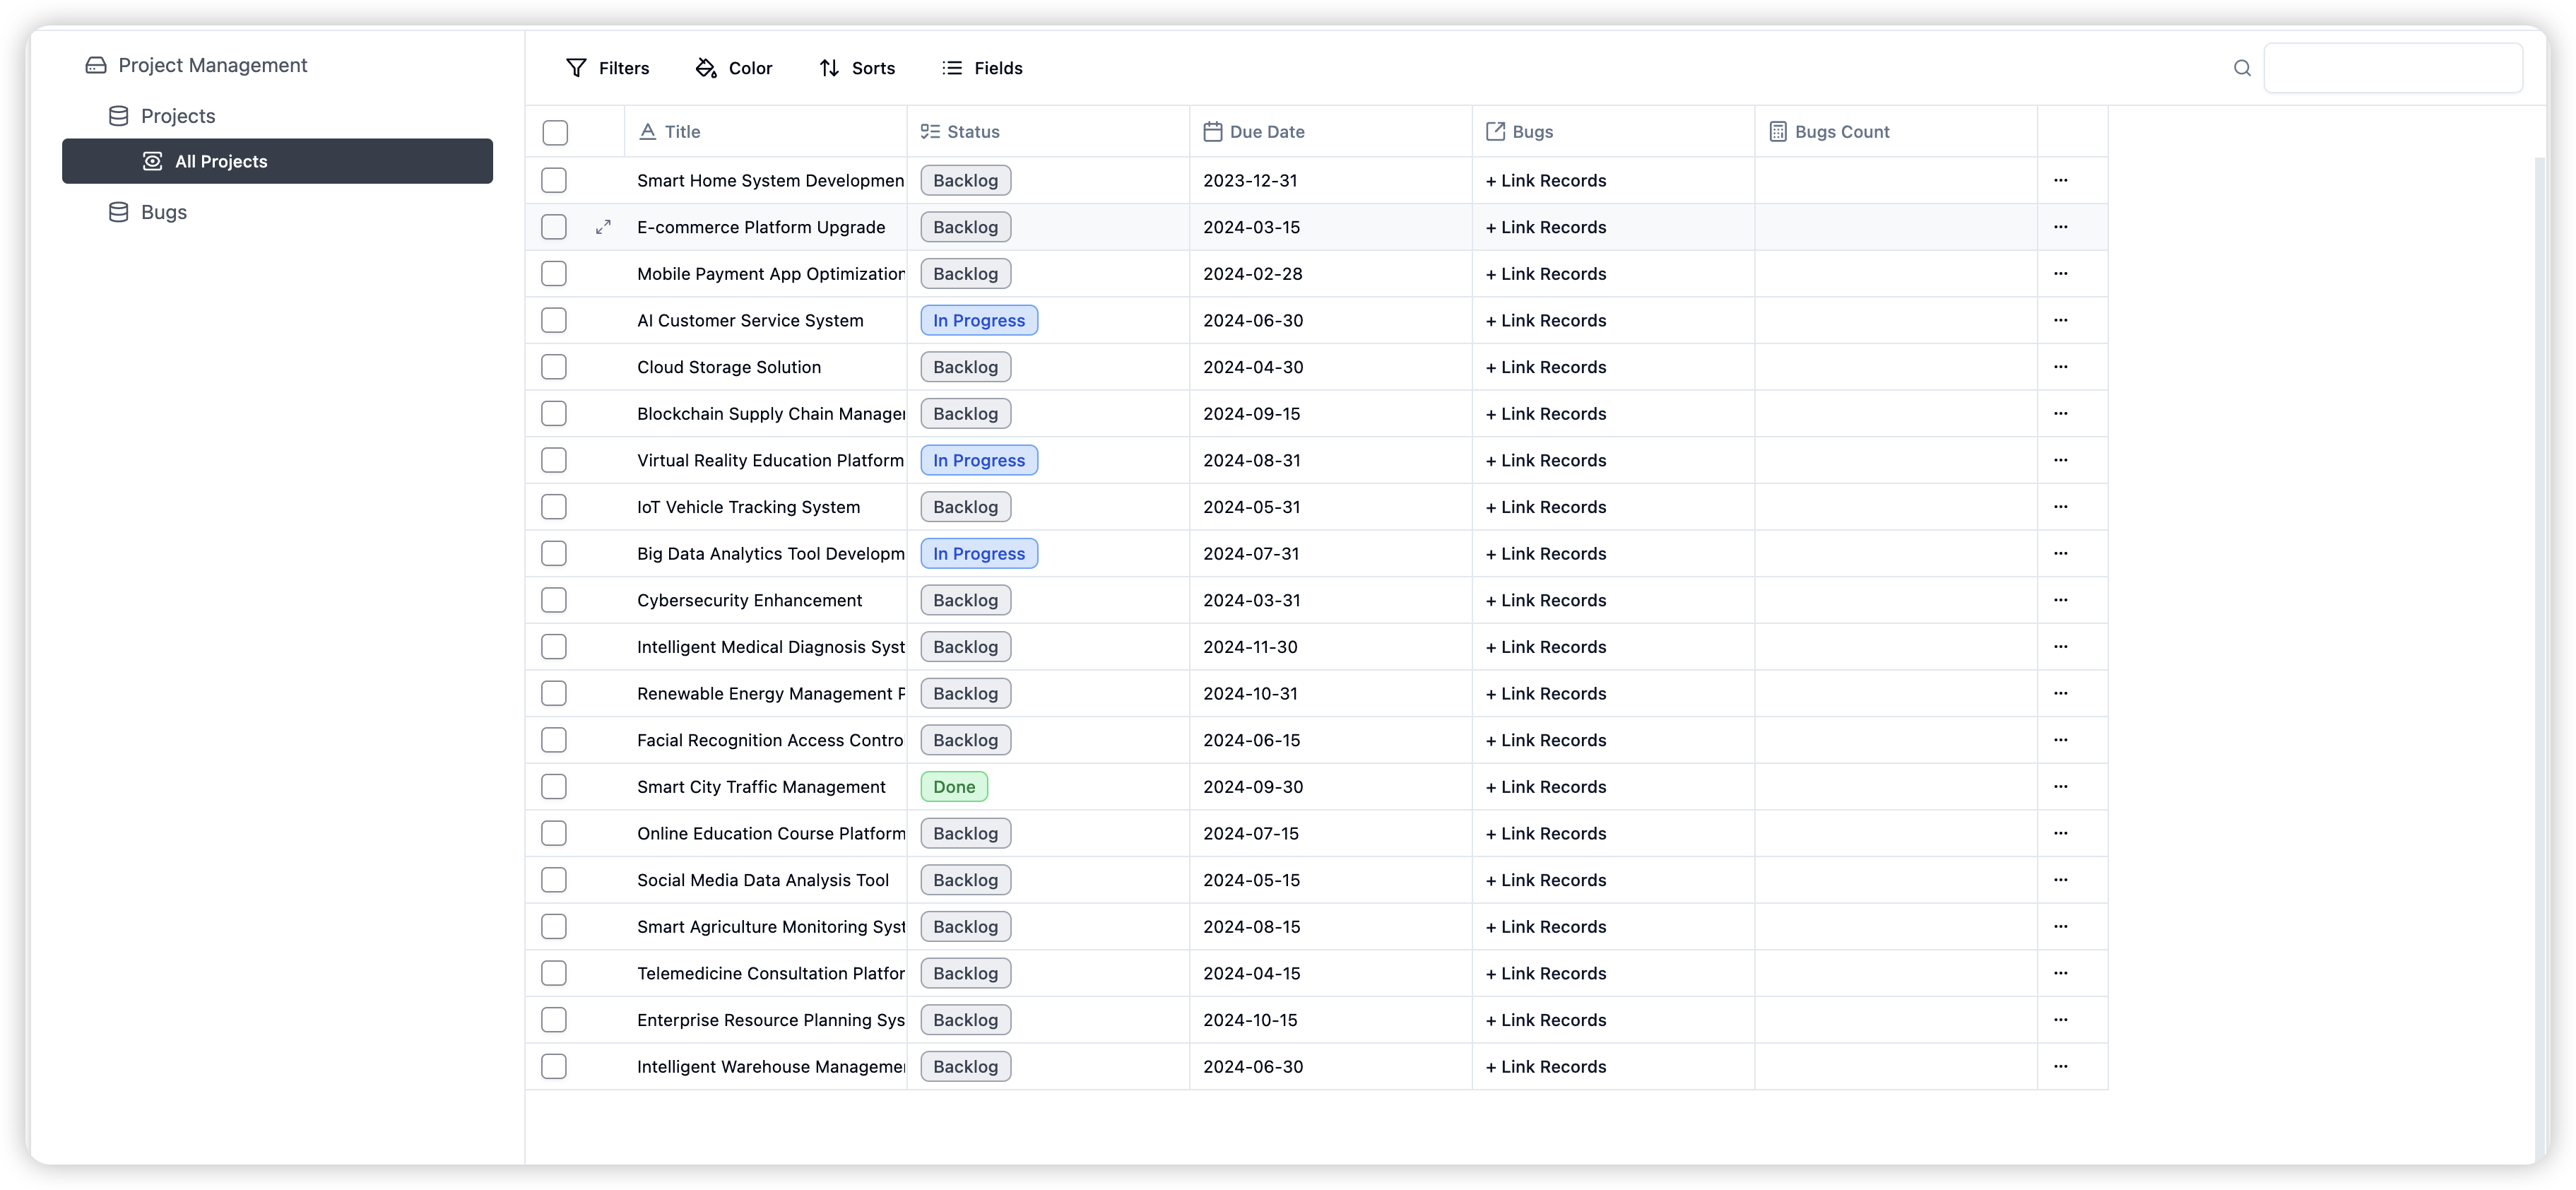 Project Management
Projects
All Projects
Bugs
Filters Color Sorts Fields
Title Status Due Date Bugs Bugs Count
Smart Home System Developmen Backlog 2023-12-31 + Link Records ...
E-commerce Platform Upgrade Backlog 2024-03-15 + Link Records ...
Mobile Payment App Optimization Backlog 2024-02-28 + Link Records ...
AI Customer Service System In Progress 2024-06-30 + Link Records ...
Cloud Storage Solution Backlog 2024-04-30 + Link Records ...
Blockchain Supply Chain Manager Backlog 2024-09-15 + Link Records ...
Virtual Reality Education Platform In Progress 2024-08-31 + Link Records ...
IoT Vehicle Tracking System Backlog 2024-05-31 + Link Records ...
Big Data Analytics Tool Developm In Progress 2024-07-31 + Link Records ...
Cybersecurity Enhancement Backlog 2024-03-31 + Link Records ...
Intelligent Medical Diagnosis Syst Backlog 2024-11-30 + Link Records ...
Renewable Energy Management P Backlog 2024-10-31 + Link Records ...
Facial Recognition Access Contro Backlog 2024-06-15 + Link Records ...
Smart City Traffic Management Done 2024-09-30 + Link Records ...
Online Education Course Platform Backlog 2024-07-15 + Link Records ...
Social Media Data Analysis Tool Backlog 2024-05-15 + Link Records ...
Smart Agriculture Monitoring Syst Backlog 2024-08-15 + Link Records ...
Telemedicine Consultation Platfor Backlog 2024-04-15 + Link Records ...
Enterprise Resource Planning Sys Backlog 2024-10-15 + Link Records ...
Intelligent Warehouse Managemen Backlog 2024-06-30 + Link Records ...